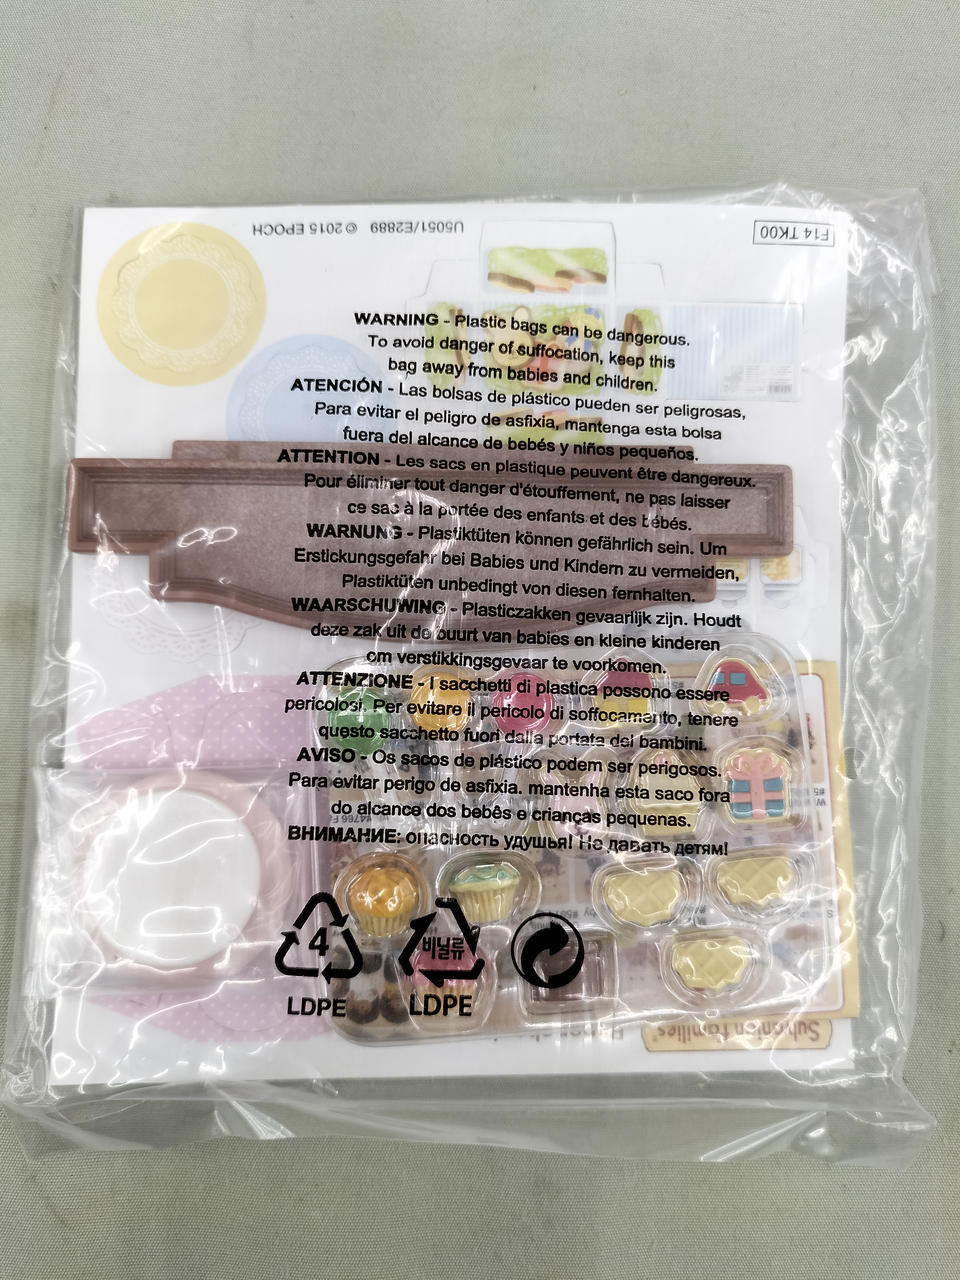 U5051/E2889 © 2015 EPOCH
F14 TK00
WARNING - Plastic bags can be dangerous.
To avoid danger of suffocation, keep this
bag away from babies and children.
ATENCIÓN - Las bolsas de plástico pueden ser peligrosas,
Para evitar el peligro de asfixia, mantenga esta bolsa
fuera del alcance de bebés y niños pequeños.
ATTENTION - Les sacs en plastique peuvent être dangereux.
Pour éliminer tout danger d'étouffement, ne pas laisser
ce sac à la portée des enfants et des bébés.
WARNUNG - Plastiktüten können gefährlich sein. Um
Erstickungsgefahr bei Babies und Kindern zu vermeiden,
Plastiktüten unbedingt von diesen fernhalten.
WAARSCHUWING - Plasticzakken gevaarlijk zijn. Houdt
deze zak uit de buurt van babies en kleine kinderen
om verstikkingsgevaar te voorkomen.
ATTENZIONE - I sacchetti di plastica possono essere
pericolosi. Per evitare il pericolo di soffocamento, tenere
questo sacchetto fuori dalla portata dei bambini.
AVISO - Os sacos de plástico podem ser perigosos.
Para evitar perigo de asfixia. mantenha esta saco fora
do alcance dos bebês e crianças pequenas.
ВНИМАНИЕ: опасность удушья! Не давать детям!
4
LDPE
비닐류
LDPE
Sylvanian Families